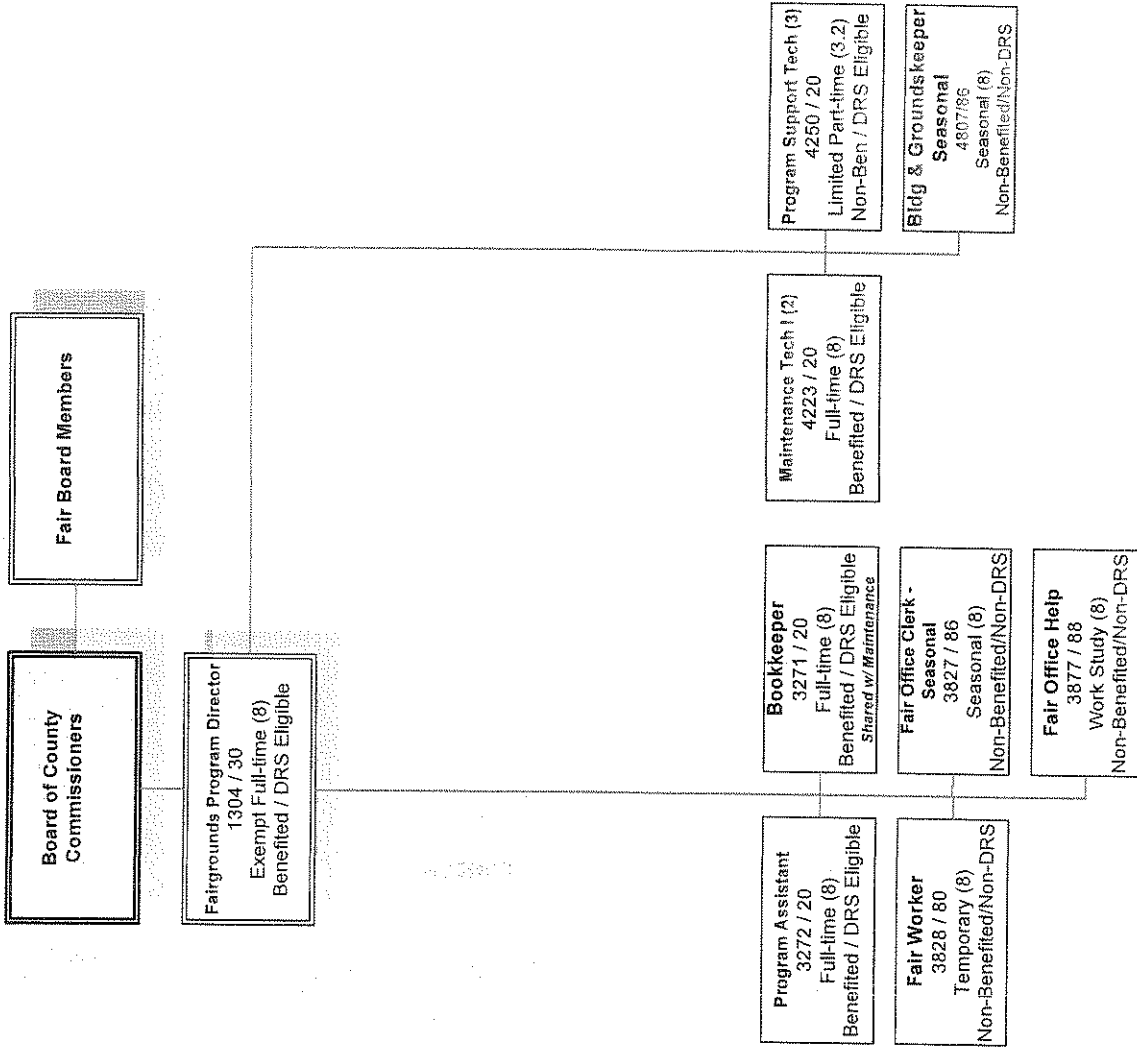 Board of County
Commissioners
Fair Board Members
Fairgrounds Program Director
1304 / 30
Exempt Full-time (8)
Benefited / DRS Eligible
Program Assistant
3272 / 20
Full-time (8)
Benefited / DRS Eligible
Bookkeeper
3271 / 20
Full-time (8)
Benefited / DRS Eligible
Shared w/ Maintenance
Fair Worker
3828 / 80
Temporary (8)
Non-Benefited/Non-DRS
Fair Office Clerk -
Seasonal
3827 / 86
Seasonal (8)
Non-Benefited/Non-DRS
Fair Office Help
3877 / 88
Work Study (8)
Non-Benefited/Non-DRS
Maintenance Tech I (2)
4223 / 20
Full-time (8)
Benefited / DRS Eligible
Program Support Tech (3)
4250 / 20
Limited Part-time (3.2)
Non-Ben / DRS Eligible
Bldg & Groundskeeper
Seasonal
4807/86
Seasonal (8)
Non-Benefited/Non-DRS